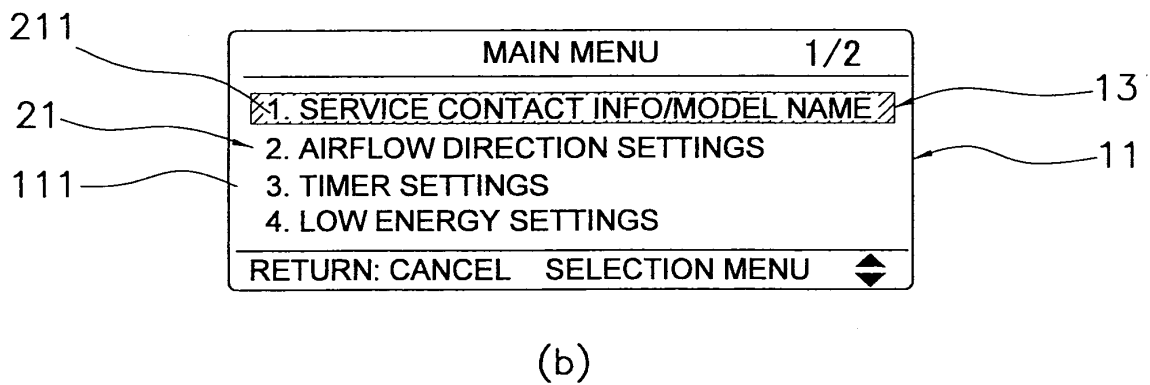 211
MAIN MENU 1/2
1. SERVICE CONTACT INFO/MODEL NAME
13
21
2. AIRFLOW DIRECTION SETTINGS
11
111
3. TIMER SETTINGS
4. LOW ENERGY SETTINGS
RETURN: CANCEL SELECTION MENU
(b)